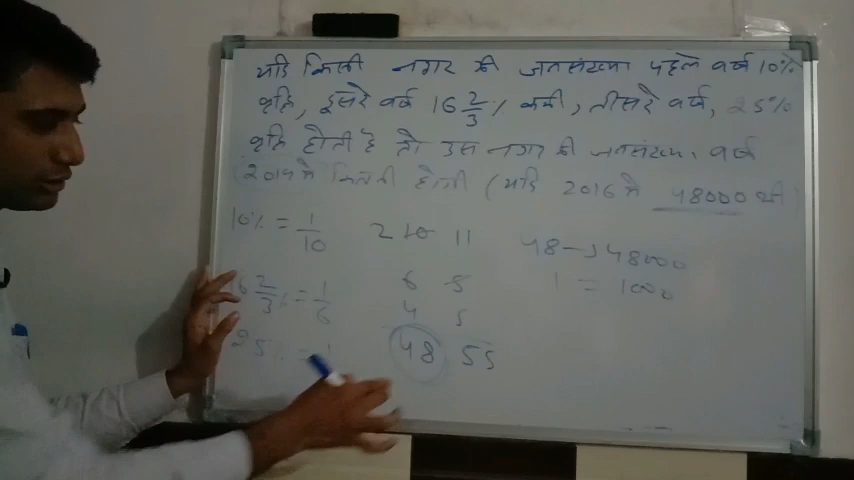 यदि किसी नगर की जनसंख्या पहले वर्ष 10%
वृद्धि, दूसरे वर्ष 16 2/3 % कमी, तीसरे वर्ष, 25%
वृद्धि होती है तो उस नगर की जनसंख्या वर्ष
2019 में कितनी होगी ( यदि 2016 में 48000 थी )
10% = 1/10 2 10 11 48 → 48000
16 2/3 % = 1/6 6 5 1 = 1000
4 5
25% = 48 55